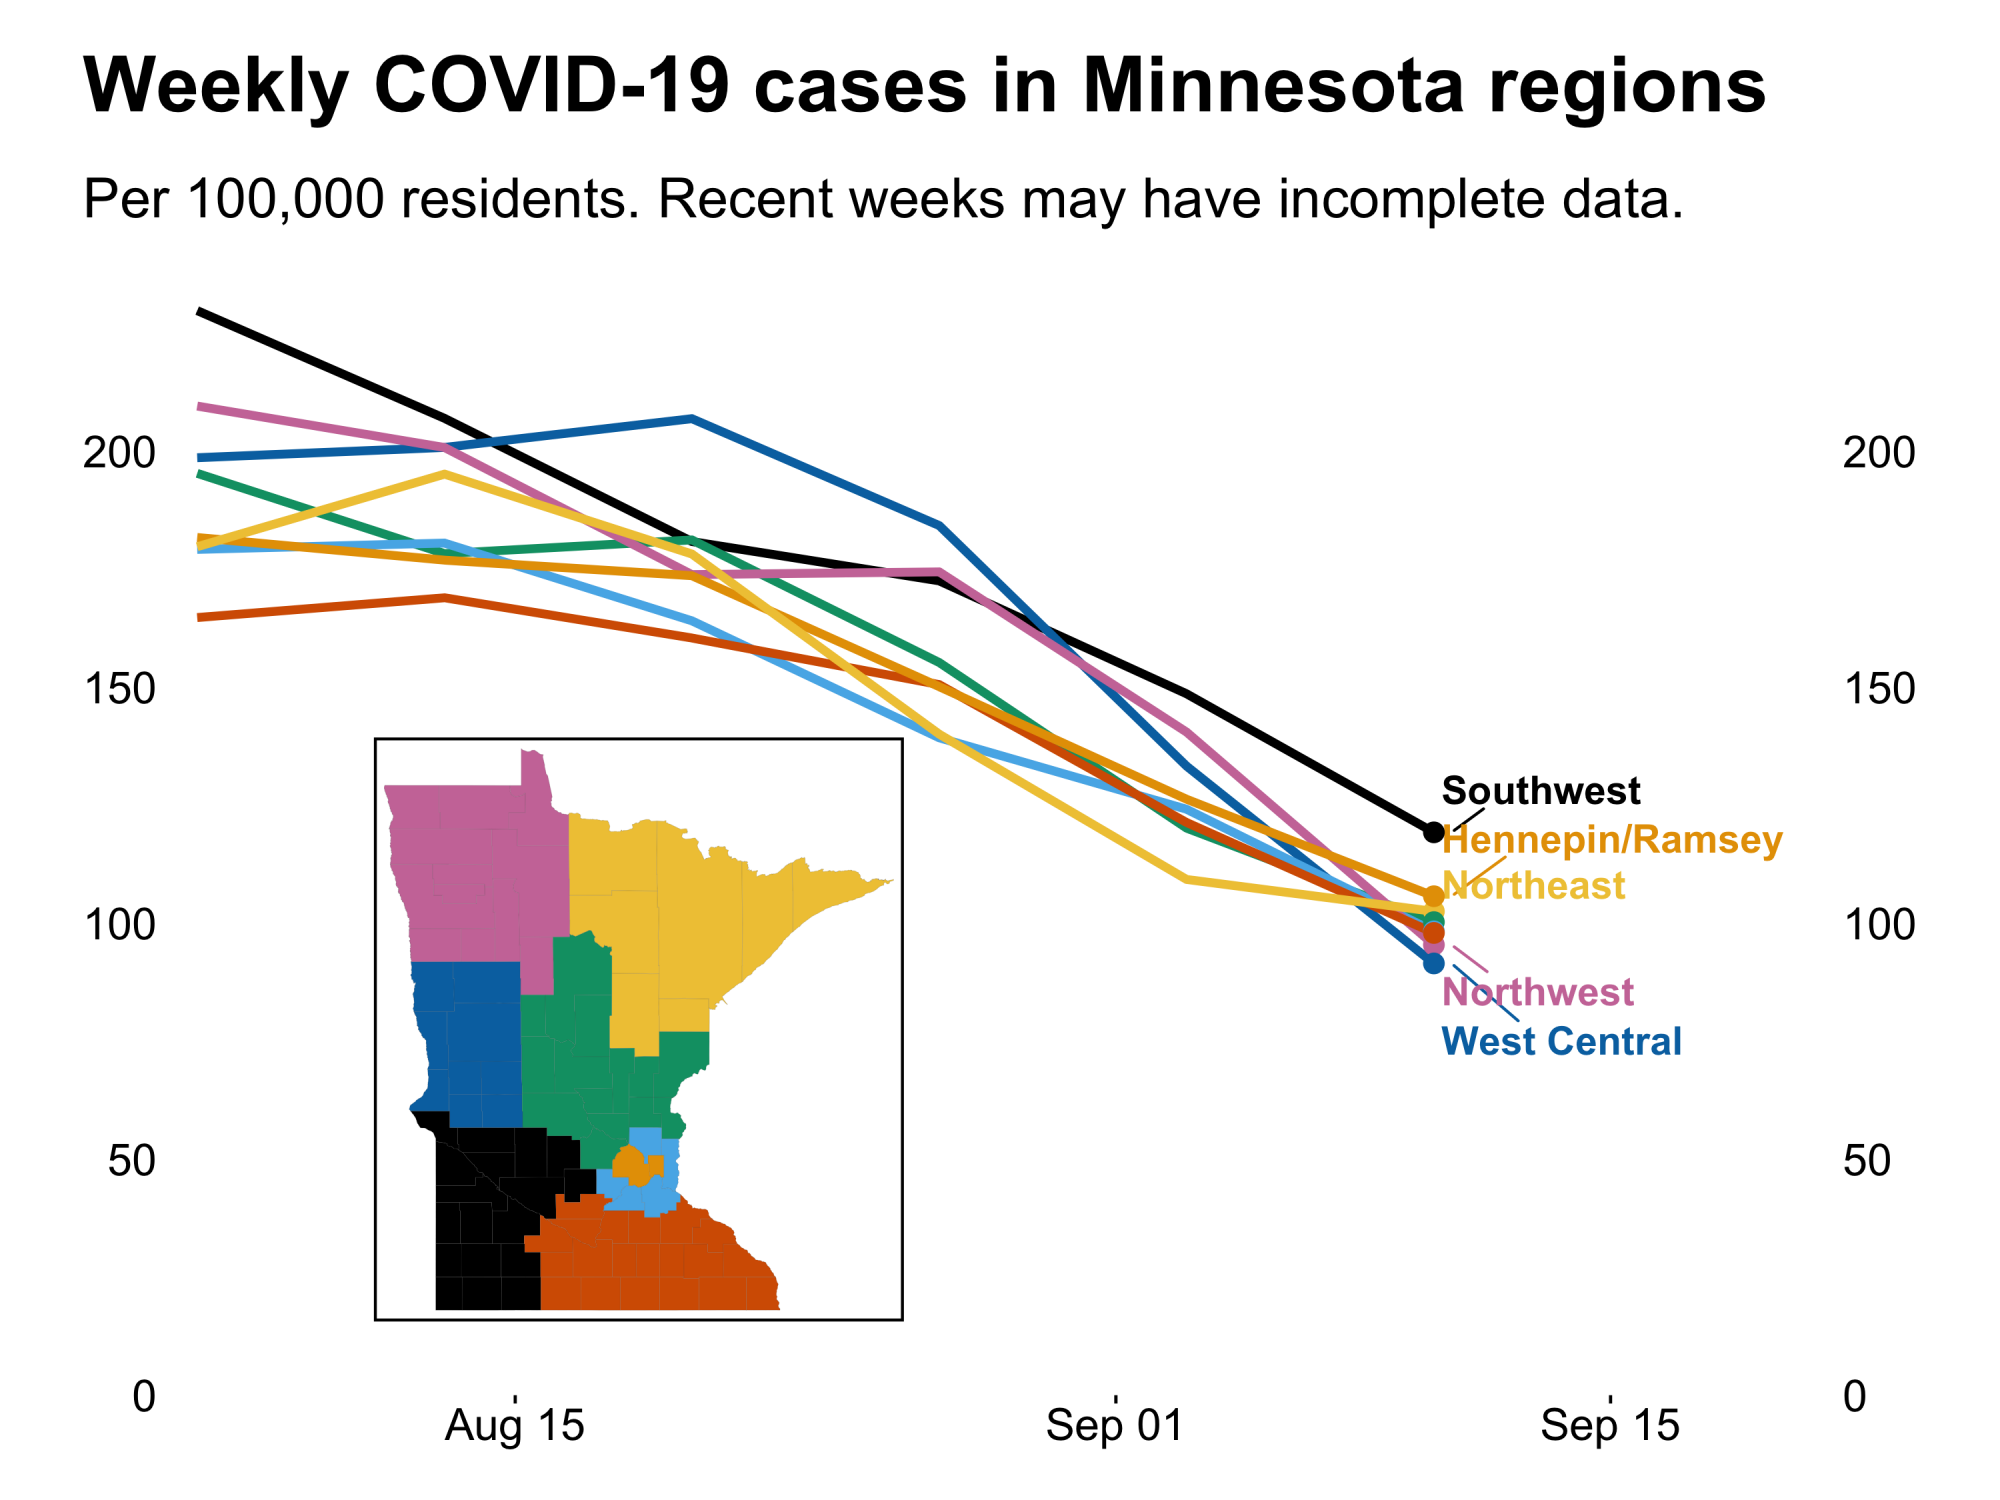 Weekly COVID-19 cases in Minnesota regions
Per 100,000 residents. Recent weeks may have incomplete data.
200
200
150
150
Southwest
Hennepin/Ramsey
Northeast
100
100
Northwest
West Central
50
50
0
0
Aug 15
Sep 01
Sep 15